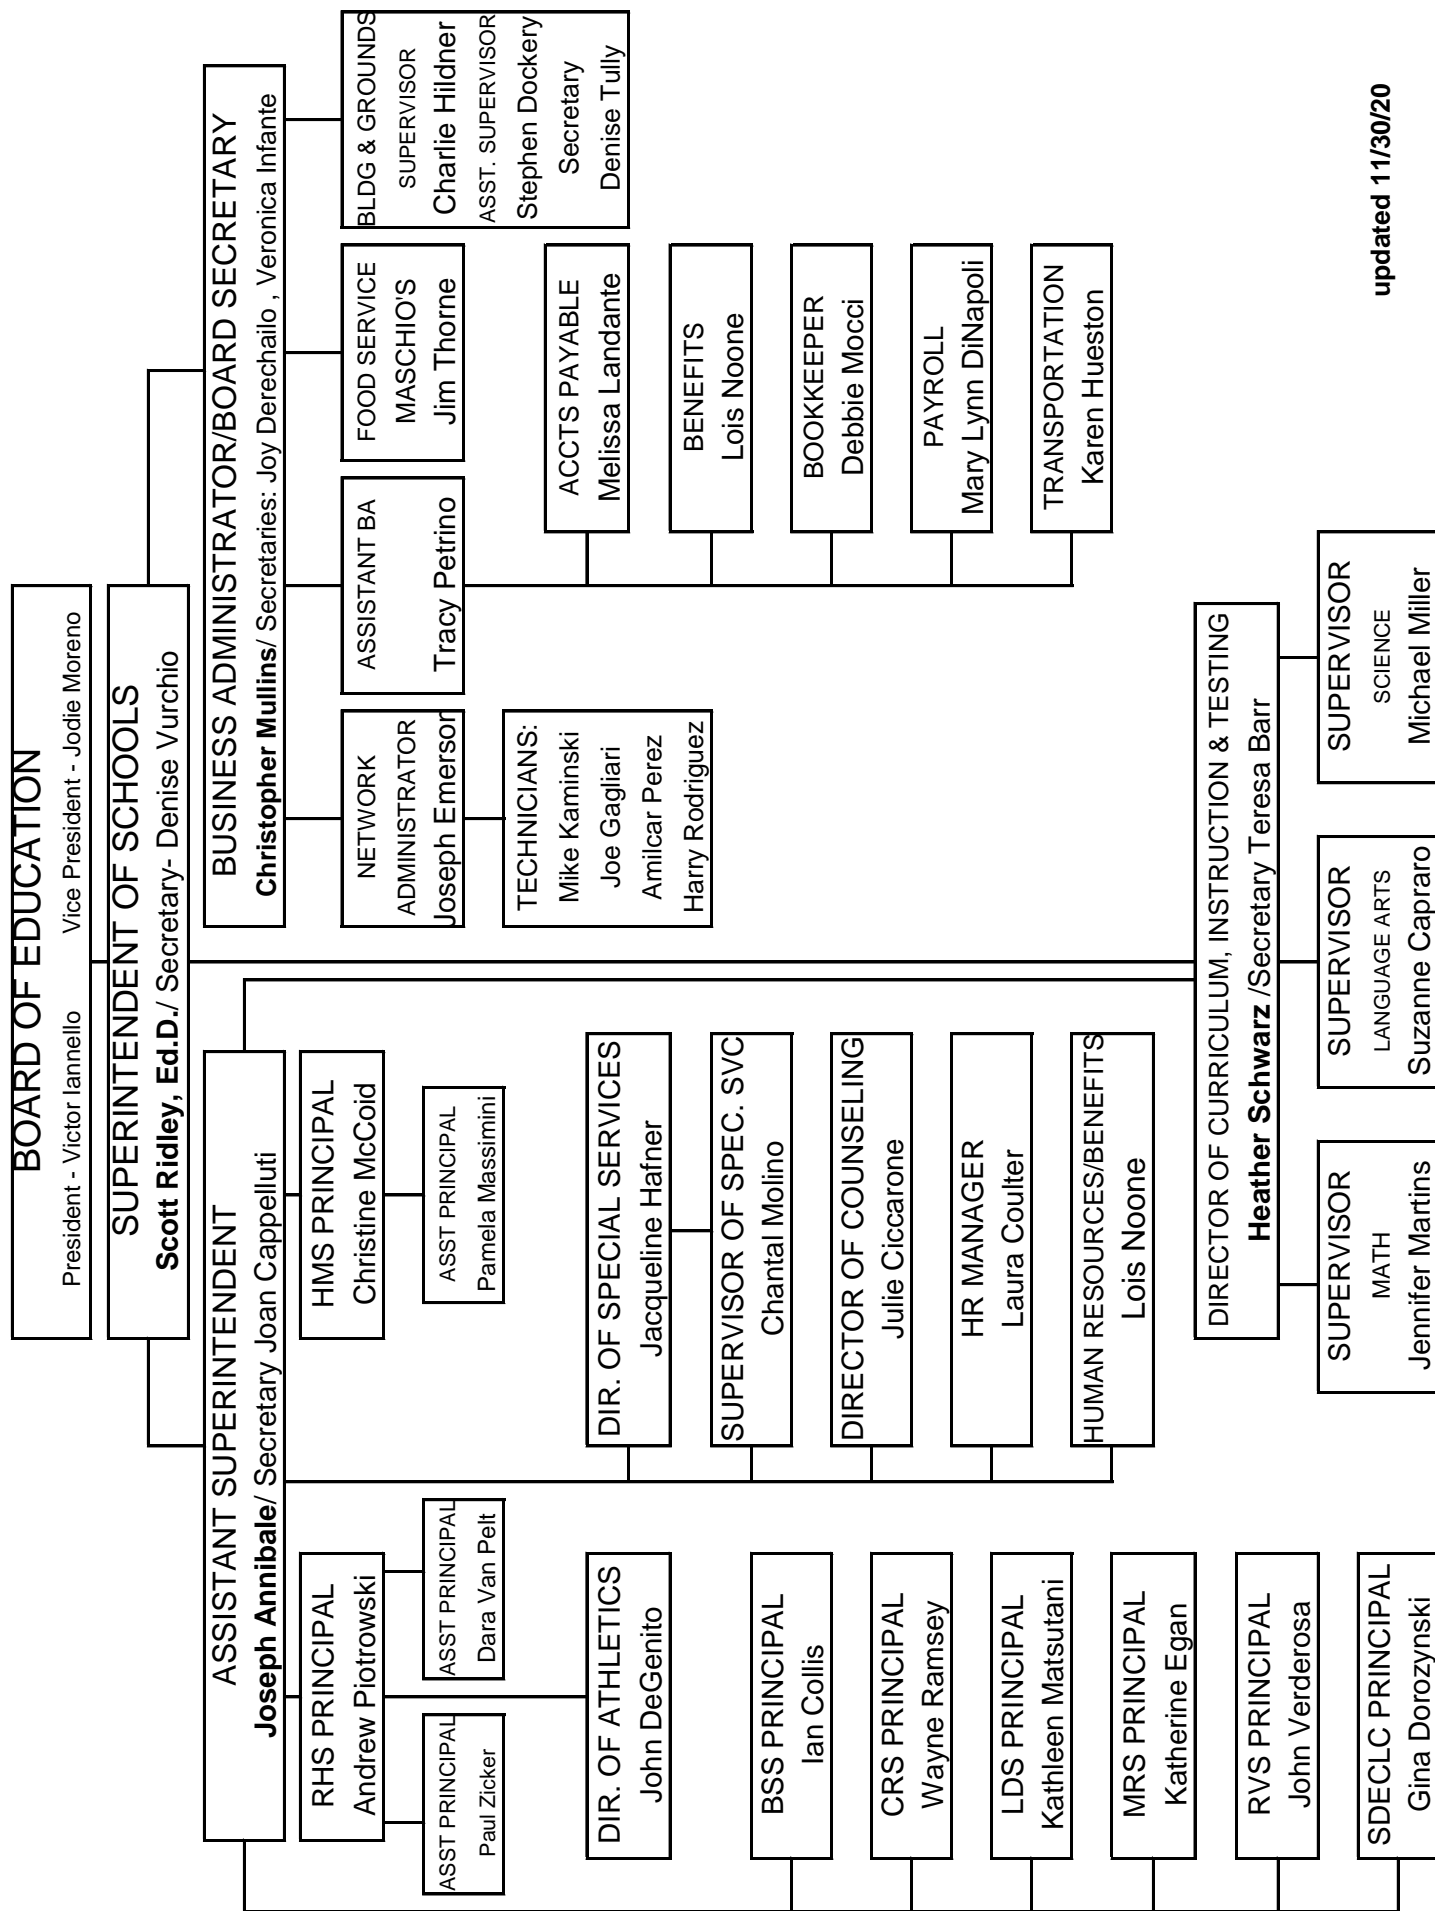 BOARD OF EDUCATION
President - Victor Iannello Vice President - Jodie Moreno
SUPERINTENDENT OF SCHOOLS
Scott Ridley, Ed.D./ Secretary- Denise Vurchio
ASSISTANT SUPERINTENDENT
Joseph Annibale/ Secretary Joan Cappelluti
BUSINESS ADMINISTRATOR/BOARD SECRETARY
Christopher Mullins/ Secretaries: Joy Derechailo , Veronica Infante
RHS PRINCIPAL
Andrew Piotrowski
HMS PRINCIPAL
Christine McCoid
ASST PRINCIPAL
Paul Zicker
ASST PRINCIPAL
Dara Van Pelt
ASST PRINCIPAL
Pamela Massimini
DIR. OF ATHLETICS
John DeGenito
BSS PRINCIPAL
Ian Collis
CRS PRINCIPAL
Wayne Ramsey
LDS PRINCIPAL
Kathleen Matsutani
MRS PRINCIPAL
Katherine Egan
RVS PRINCIPAL
John Verderosa
SDECLC PRINCIPAL
Gina Dorozynski
DIR. OF SPECIAL SERVICES
Jacqueline Hafner
SUPERVISOR OF SPEC. SVC
Chantal Molino
DIRECTOR OF COUNSELING
Julie Ciccarone
HR MANAGER
Laura Coulter
HUMAN RESOURCES/BENEFITS
Lois Noone
NETWORK
ADMINISTRATOR
Joseph Emerson
TECHNICIANS:
Mike Kaminski
Joe Gagliari
Amilcar Perez
Harry Rodriguez
ASSISTANT BA
Tracy Petrino
FOOD SERVICE
MASCHIO'S
Jim Thorne
BLDG & GROUNDS
SUPERVISOR
Charlie Hildner
ASST. SUPERVISOR
Stephen Dockery
Secretary
Denise Tully
ACCTS PAYABLE
Melissa Landante
BENEFITS
Lois Noone
BOOKKEEPER
Debbie Mocci
PAYROLL
Mary Lynn DiNapoli
TRANSPORTATION
Karen Hueston
DIRECTOR OF CURRICULUM, INSTRUCTION & TESTING
Heather Schwarz /Secretary Teresa Barr
SUPERVISOR
MATH
Jennifer Martins
SUPERVISOR
LANGUAGE ARTS
Suzanne Capraro
SUPERVISOR
SCIENCE
Michael Miller
updated 11/30/20